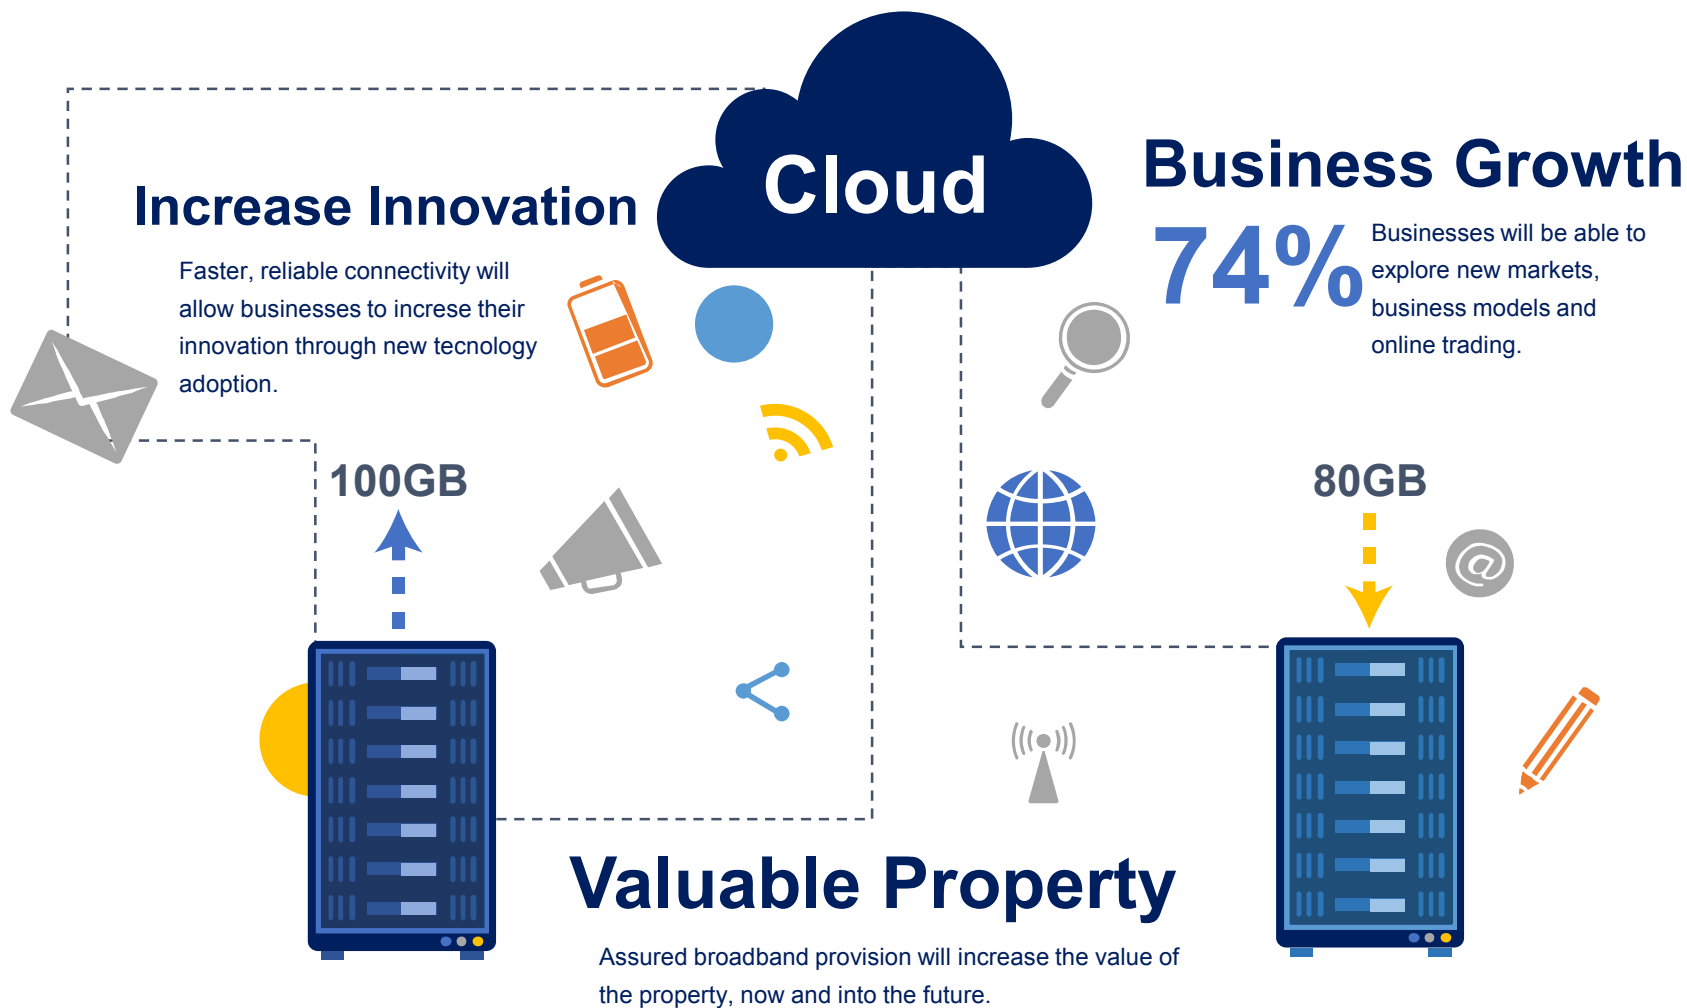 Cloud
Business Growth
Increase Innovation
74%
Businesses will be able to
explore new markets,
business models and
online trading.
Faster, reliable connectivity will
allow businesses to increse their
innovation through new tecnology
adoption.
100GB
80GB
@
Valuable Property
Assured broadband provision will increase the value of
the property, now and into the future.